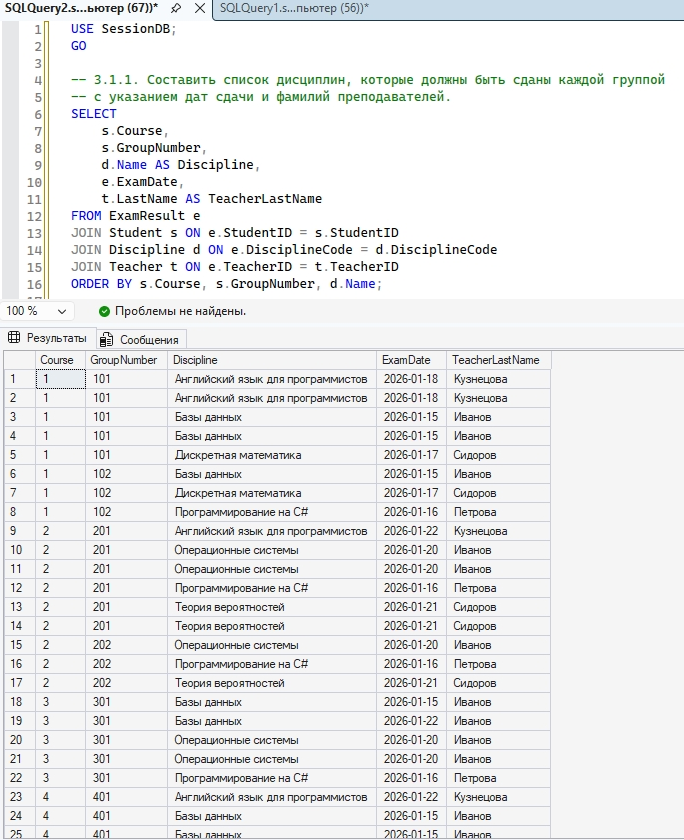 SQLQuery2.s...ьютер (67))* SQLQuery1.s...пьютер (56))*
1 USE SessionDB;
2 GO
3
4 -- 3.1.1. Составить список дисциплин, которые должны быть сданы каждой группой
5 -- с указанием дат сдачи и фамилий преподавателей.
6 SELECT
7 s.Course,
8 s.GroupNumber,
9 d.Name AS Discipline,
10 e.ExamDate,
11 t.LastName AS TeacherLastName
12 FROM ExamResult e
13 JOIN Student s ON e.StudentID = s.StudentID
14 JOIN Discipline d ON e.DisciplineCode = d.DisciplineCode
15 JOIN Teacher t ON e.TeacherID = t.TeacherID
16 ORDER BY s.Course, s.GroupNumber, d.Name;
100 % Проблемы не найдены.
Результаты Сообщения
Course GroupNumber Discipline ExamDate TeacherLastName
1 1 101 Английский язык для программистов 2026-01-18 Кузнецова
2 1 101 Английский язык для программистов 2026-01-18 Кузнецова
3 1 101 Базы данных 2026-01-15 Иванов
4 1 101 Базы данных 2026-01-15 Иванов
5 1 101 Дискретная математика 2026-01-17 Сидоров
6 1 102 Базы данных 2026-01-15 Иванов
7 1 102 Дискретная математика 2026-01-17 Сидоров
8 1 102 Программирование на C# 2026-01-16 Петрова
9 2 201 Английский язык для программистов 2026-01-22 Кузнецова
10 2 201 Операционные системы 2026-01-20 Иванов
11 2 201 Операционные системы 2026-01-20 Иванов
12 2 201 Программирование на C# 2026-01-16 Петрова
13 2 201 Теория вероятностей 2026-01-21 Сидоров
14 2 201 Теория вероятностей 2026-01-21 Сидоров
15 2 202 Операционные системы 2026-01-20 Иванов
16 2 202 Программирование на C# 2026-01-16 Петрова
17 2 202 Теория вероятностей 2026-01-21 Сидоров
18 3 301 Базы данных 2026-01-15 Иванов
19 3 301 Базы данных 2026-01-22 Иванов
20 3 301 Операционные системы 2026-01-20 Иванов
21 3 301 Операционные системы 2026-01-20 Иванов
22 3 301 Программирование на C# 2026-01-16 Петрова
23 4 401 Английский язык для программистов 2026-01-22 Кузнецова
24 4 401 Базы данных 2026-01-15 Иванов
25 4 401 Базы данных 2026-01-15 Иванов